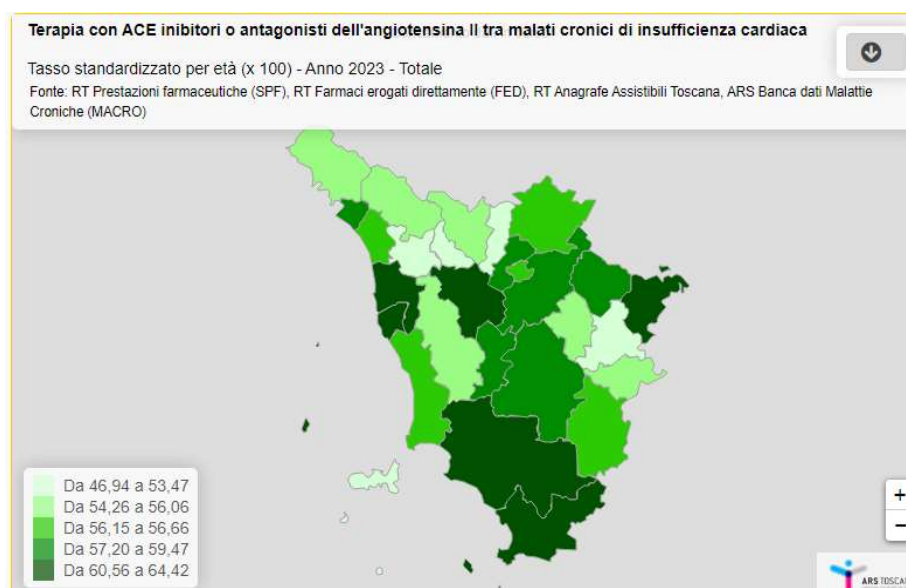 Terapia con ACE inibitori o antagonisti dell'angiotensina II tra malati cronici di insufficienza cardiaca
Tasso standardizzato per età (x 100) - Anno 2023 - Totale
Fonte: RT Prestazioni farmaceutiche (SPF), RT Farmaci erogati direttamente (FED), RT Anagrafe Assistibili Toscana, ARS Banca dati Malattie
Croniche (MACRO)
Da 46,94 a 53,47
Da 54,26 a 56,06
Da 56,15 a 56,66
Da 57,20 a 59,47
Da 60,56 a 64,42
+
−
ARS